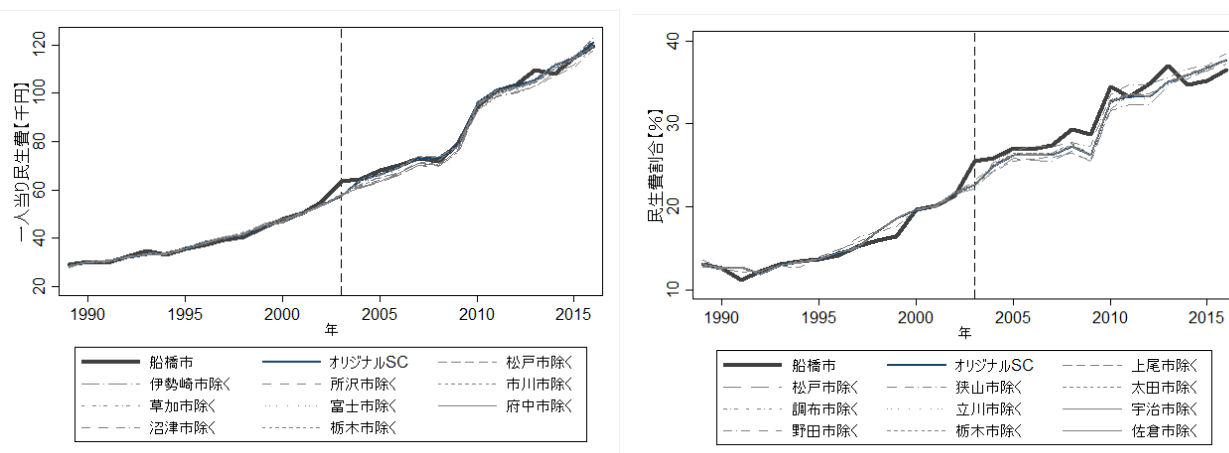 一人当り民生費【千円】
120
100
80
60
40
20
1990 1995 2000 2005 2010 2015
年
船橋市 オリジナルSC 松戸市除く
伊勢崎市除く 所沢市除く 市川市除く
草加市除く 富士市除く 府中市除く
沼津市除く 栃木市除く
民生費割合【%】
40
30
20
10
1990 1995 2000 2005 2010 2015
年
船橋市 オリジナルSC 上尾市除く
松戸市除く 狭山市除く 太田市除く
調布市除く 立川市除く 宇治市除く
野田市除く 栃木市除く 佐倉市除く